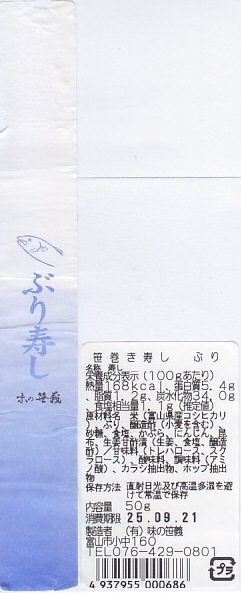 ぶり寿し
味の笹義
笹巻き寿し ぶり
名称 寿し
栄養成分表示(100gあたり)
熱量168kcal、蛋白質5.4g
、脂質1.2g、炭水化物34.0g
、食塩相当量1.1g(推定値)
原材料名 米(富山県産コシヒカリ
)、ぶり、醸造酢(小麦を含む)、
砂糖、食塩、かぶら、にんじん、昆
布、生姜甘酢漬(生姜、食塩、醸造
酢)/甘味料(トレハロース、スク
ラロース)、酸味料、調味料(アミ
ノ酸)、カラシ抽出物、ホップ抽出
物
保存方法 直射日光及び高温多湿を避
けて常温で保存
内容量 50g
消費期限 25.09.21
製造者 (有)味の笹義
富山市小中160
TEL076-429-0801
4 937955 000686
プラ